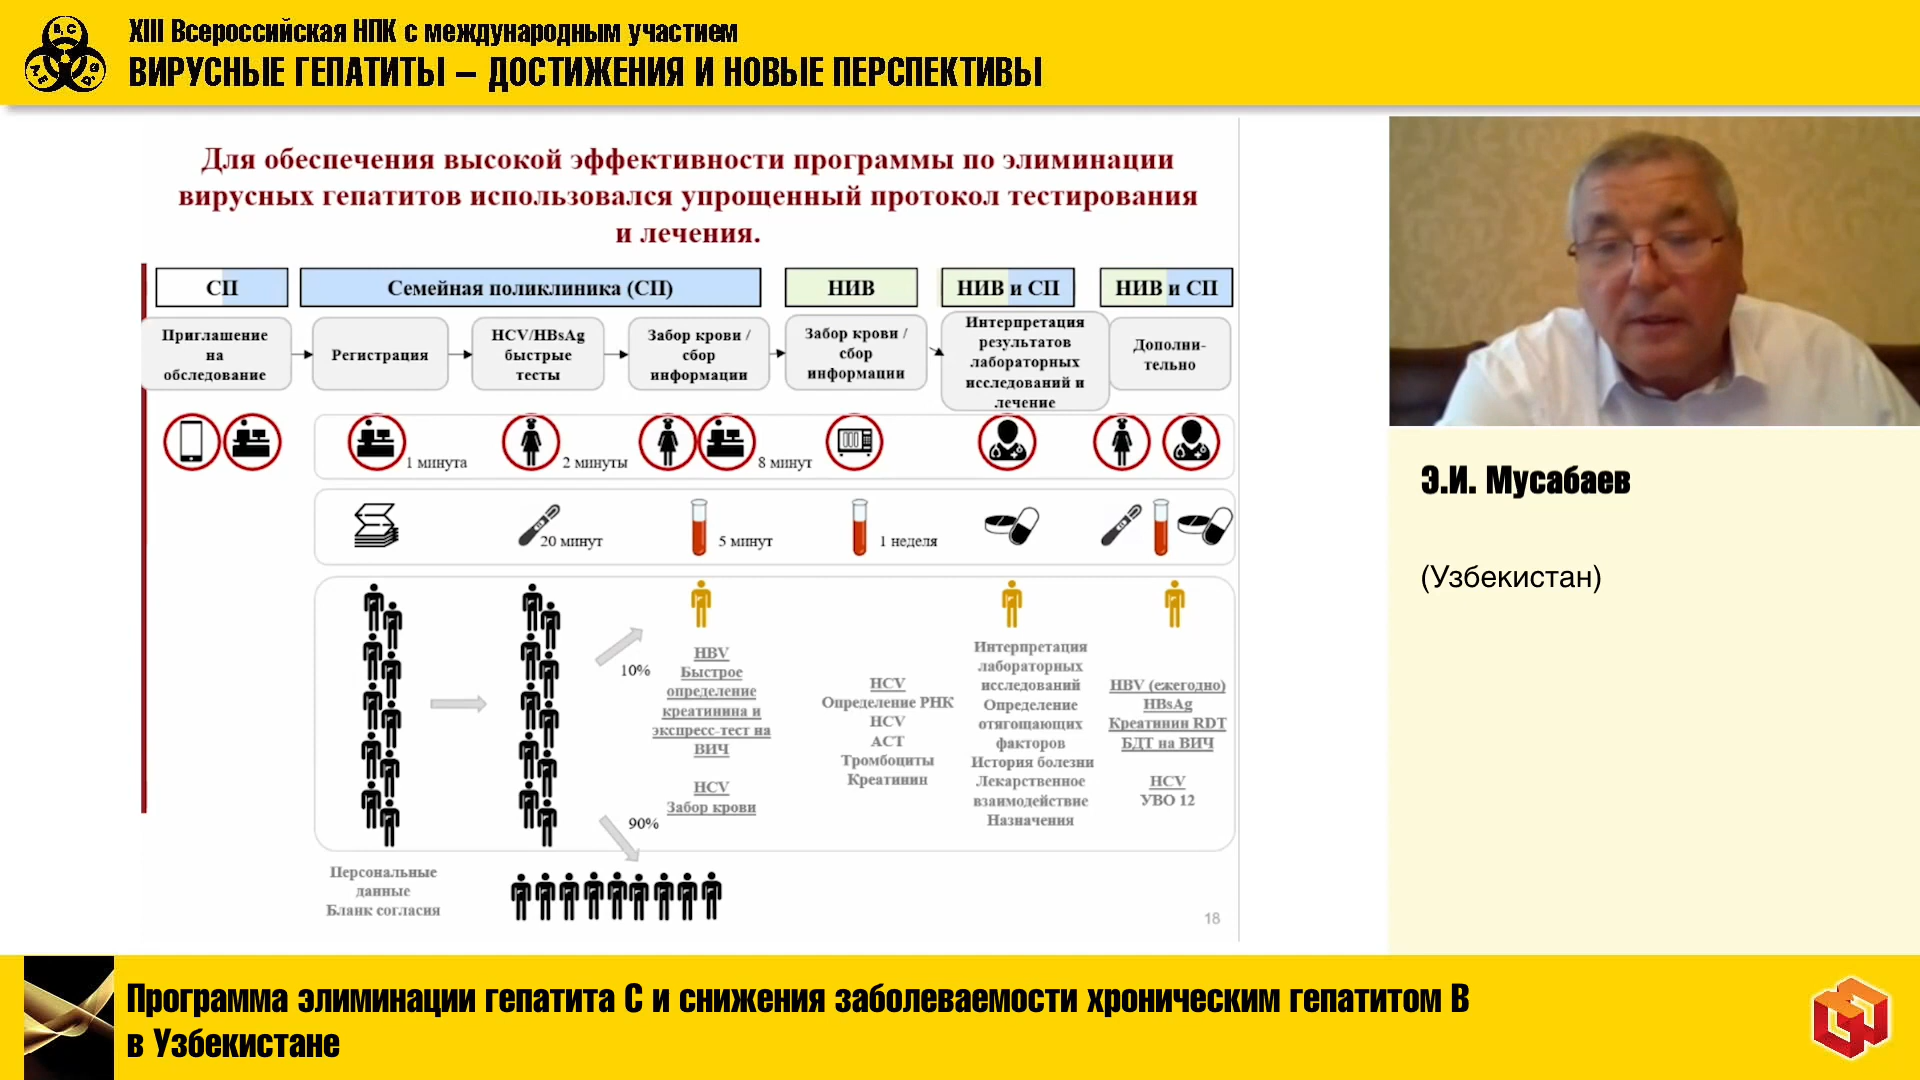 XIII Всероссийская НПК с международным участием
ВИРУСНЫЕ ГЕПАТИТЫ – ДОСТИЖЕНИЯ И НОВЫЕ ПЕРСПЕКТИВЫ
Для обеспечения высокой эффективности программы по элиминации
вирусных гепатитов использовался упрощенный протокол тестирования
и лечения.
СП
Семейная поликлиника (СП)
НИВ
НИВ и СП
НИВ и СП
Приглашение
на
обследование
Регистрация
HCV/HBsAg
быстрые
тесты
Забор крови /
сбор
информации
Забор крови /
сбор
информации
Интерпретация
результатов
лабораторных
исследований и
лечение
Дополни-
тельно
1 минута
2 минуты
8 минут
20 минут
5 минут
1 неделя
10%
90%
HBV
Быстрое
определение
креатинина и
экспресс-тест на
ВИЧ
HCV
Забор крови
HCV
Определение РНК
HCV
АСТ
Тромбоциты
Креатинин
Интерпретация
лабораторных
исследований
Определение
отягощающих
факторов
История болезни
Лекарственное
взаимодействие
Назначения
HBV (ежегодно)
HBsAg
Креатинин RDT
БДТ на ВИЧ
HCV
УВО 12
Персональные
данные
Бланк согласия
18
Э.И. Мусабаев
(Узбекистан)
Программа элиминации гепатита С и снижения заболеваемости хроническим гепатитом В
в Узбекистане